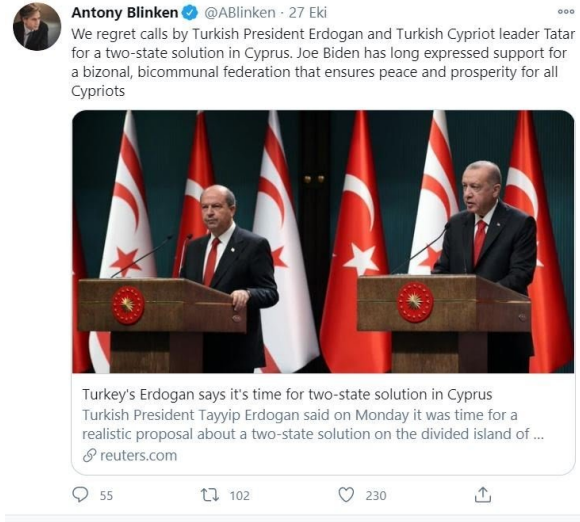 Antony Blinken @ABlinken · 27 Eki
We regret calls by Turkish President Erdogan and Turkish Cypriot leader Tatar
for a two-state solution in Cyprus. Joe Biden has long expressed support for
a bizonal, bicommunal federation that ensures peace and prosperity for all
Cypriots
Turkey's Erdogan says it's time for two-state solution in Cyprus
Turkish President Tayyip Erdogan said on Monday it was time for a
realistic proposal about a two-state solution on the divided island of ...
reuters.com
55 102 230